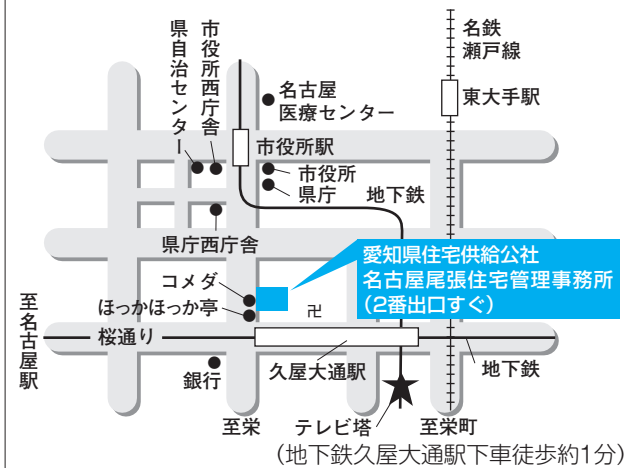 名鉄
瀬戸線
市役所西庁舎
県自治センター
名古屋
医療センター
東大手駅
市役所駅
市役所
県庁
地下鉄
県庁西庁舎
愛知県住宅供給公社
名古屋尾張住宅管理事務所
(2番出口すぐ)
コメダ
ほっかほっか亭
卍
至名古屋駅
桜通り
久屋大通駅
地下鉄
銀行
至栄
テレビ塔
至栄町
(地下鉄久屋大通駅下車徒歩約1分)